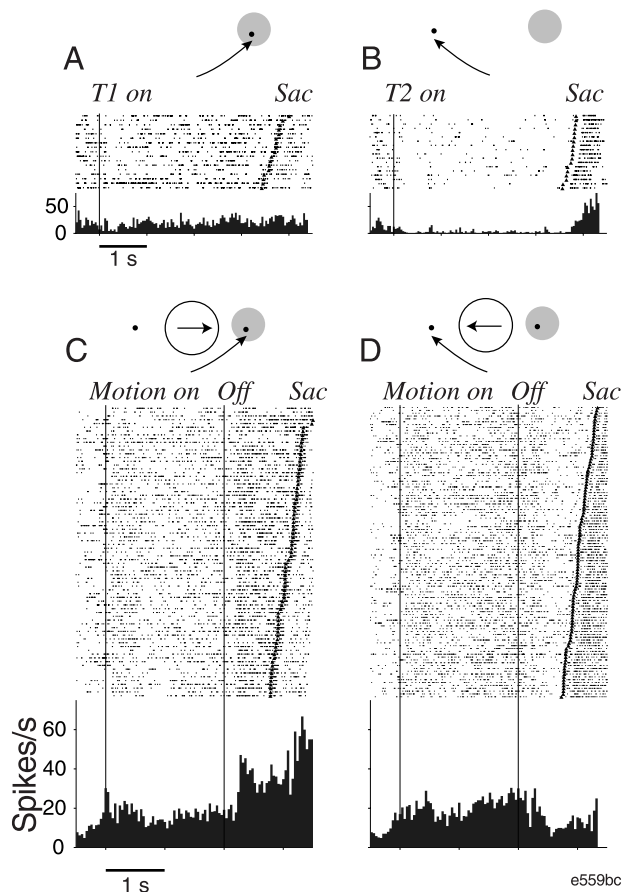 A
B
T1 on Sac
T2 on Sac
50
0
0
1 s
C
D
Motion on Off Sac
Motion on Off Sac
Spikes/s
60
40
20
0
1 s
e559bc